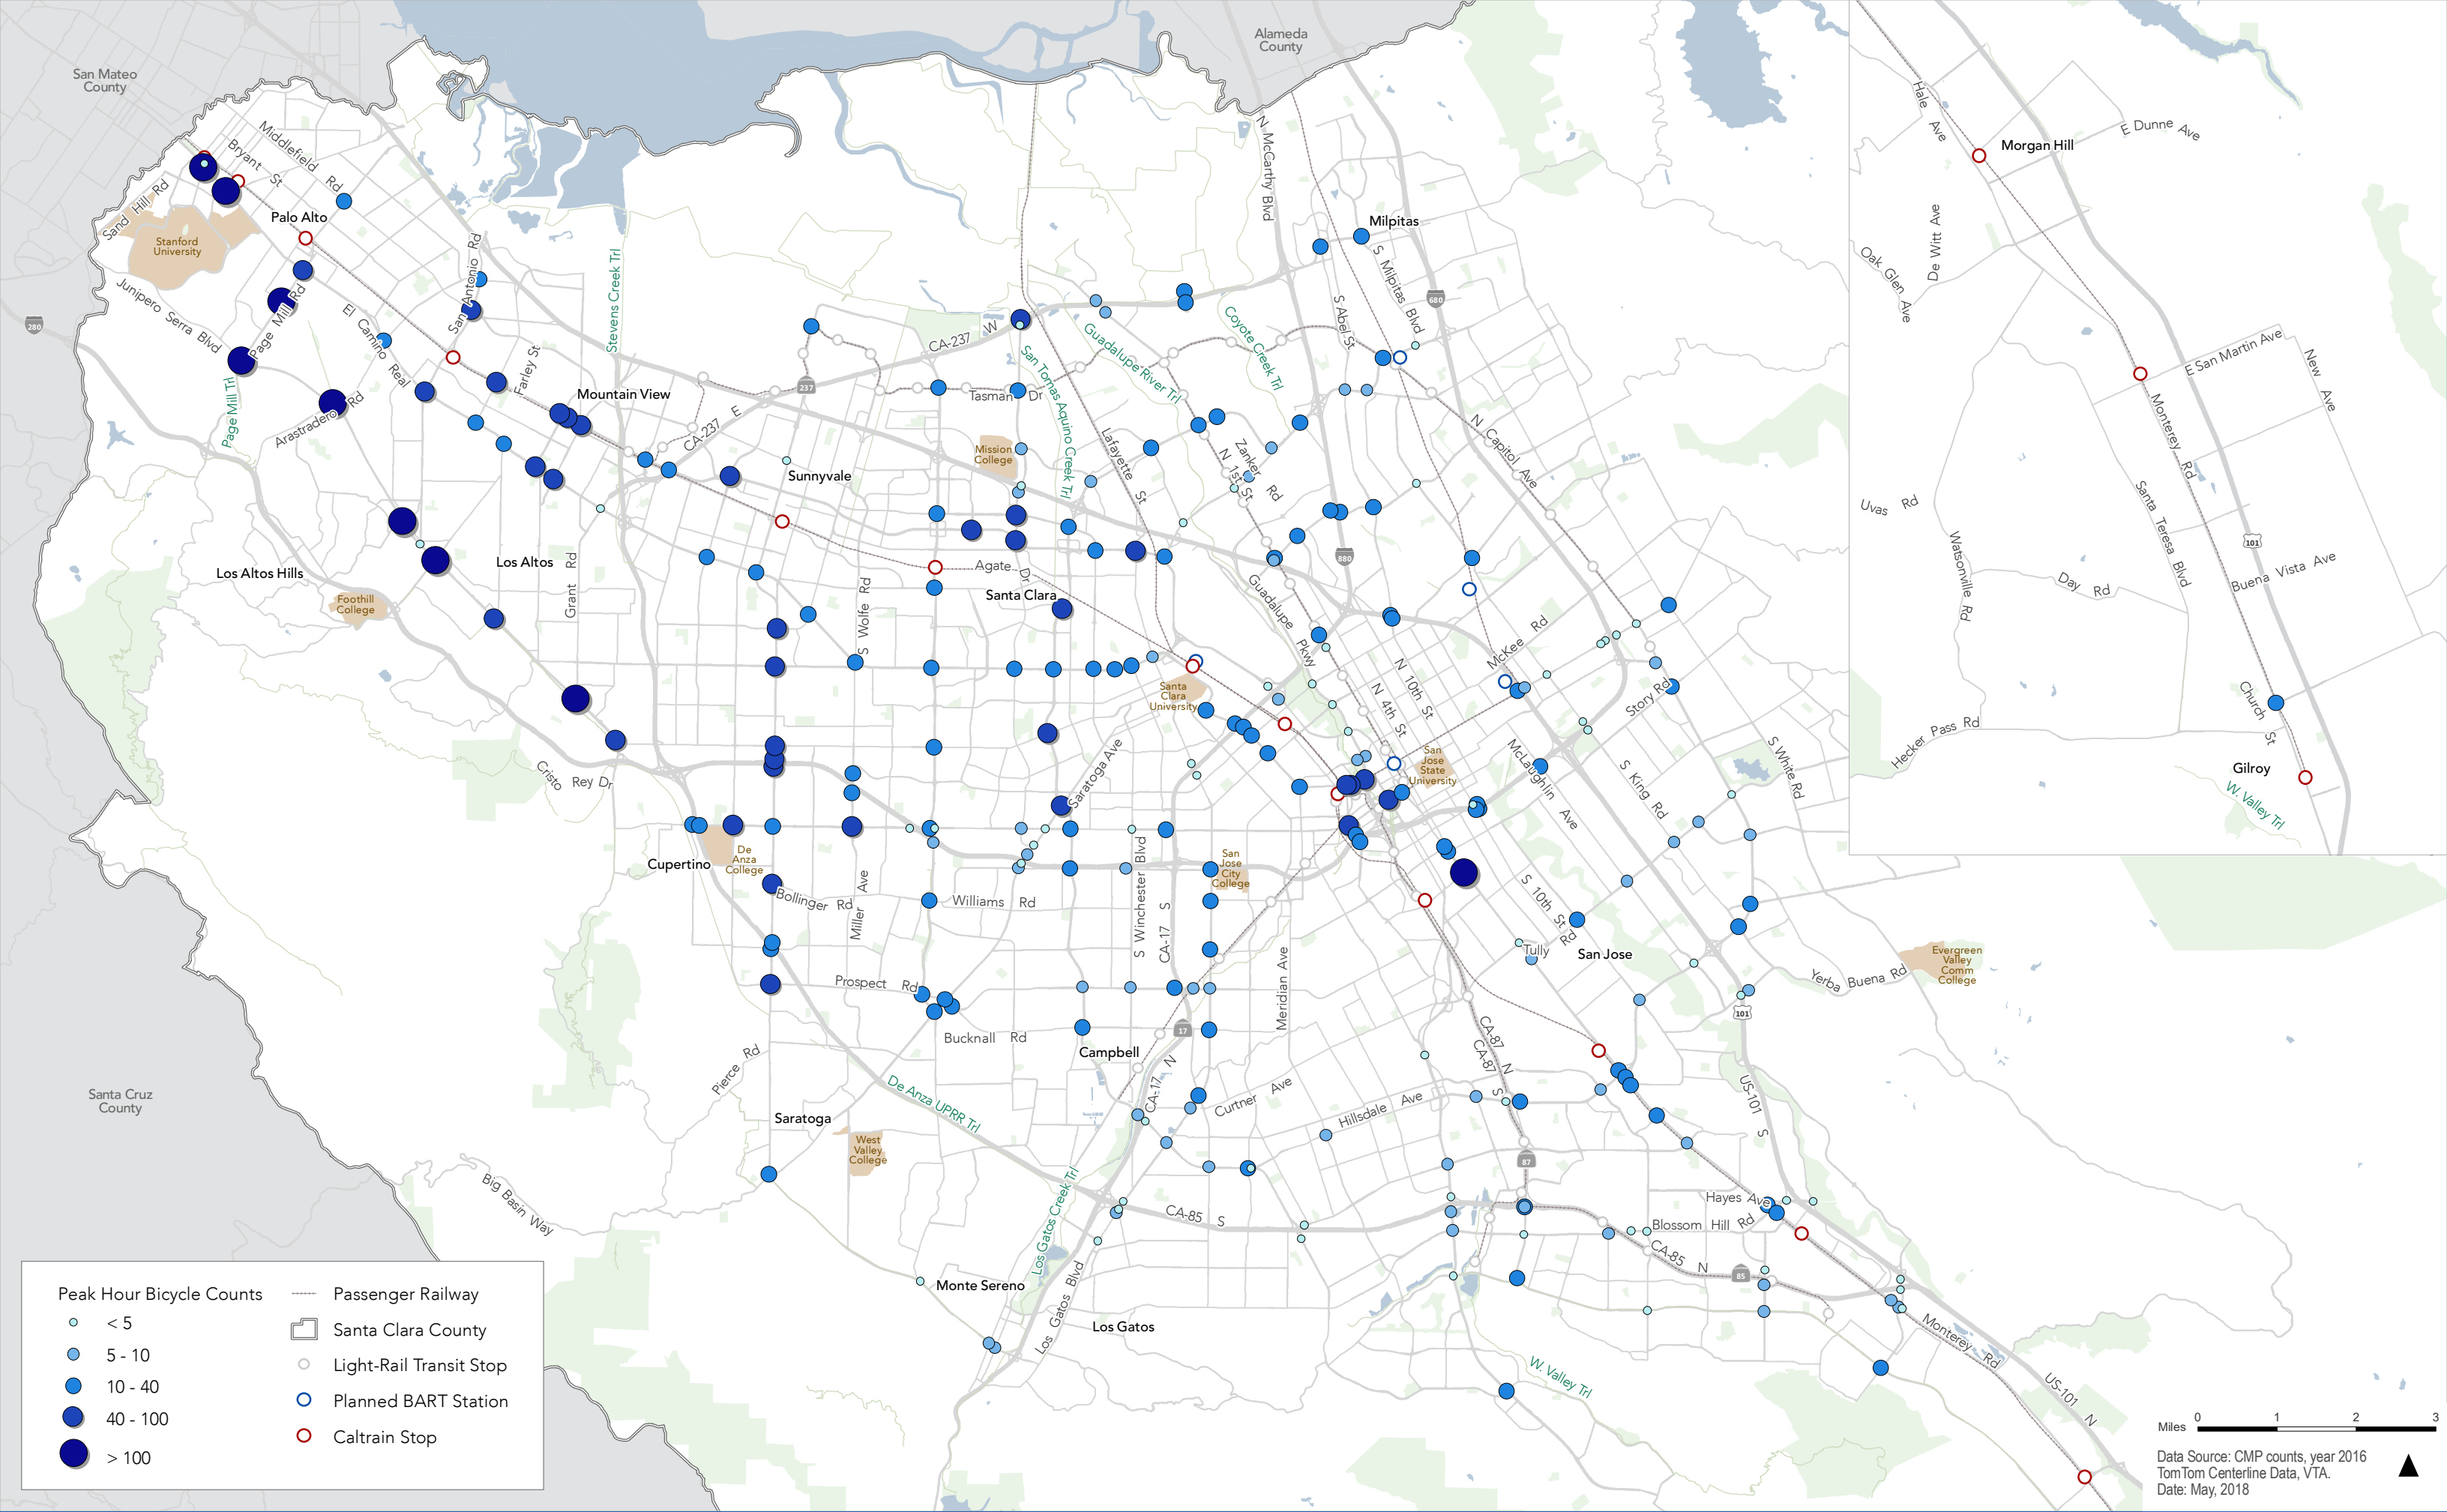 San Mateo
County
Alameda
County
Santa Cruz
County
280
Middlefield Rd
Bryant St
Sand Hill Rd
Palo Alto
Stanford
University
Junipero Serra Blvd
Page Mill Rd
Page Mill Trl
El Camino Real
San Antonio Rd
Arastradero Rd
Farley St
Stevens Creek Trl
Mountain View
CA-237 E
237
CA-237 W
N McCarthy Blvd
Milpitas
S Milpitas Blvd
S Abel St
680
Coyote Creek Trl
Guadalupe River Trl
San Tomas Aquino Creek Trl
Tasman Dr
Mission
College
Lafayette St
Zanker Rd
N 1st St
N Capitol Ave
Sunnyvale
880
Los Altos Hills
Los Altos
Grant Rd
Foothill
College
S Wolfe Rd
Agate Dr
Santa Clara
Guadalupe Pkwy
McKee Rd
N 10th St
N 4th St
Santa
Clara
University
Story Rd
San
Jose
State
University
McLaughlin Ave
S King Rd
S White Rd
Cristo Rey Dr
Saratoga Ave
Cupertino
De
Anza
College
Bollinger Rd
Miller Ave
Williams Rd
S Winchester Blvd
CA-17 S
San
Jose
City
College
Meridian Ave
S 10th St
Tully Rd
San Jose
Evergreen
Valley
Comm
College
Yerba Buena Rd
101
Prospect Rd
Bucknall Rd
17
Campbell
CA-17 N
Curtner Ave
Hillsdale Ave
CA-87 N
CA-87 S
US-101 S
Pierce Rd
De Anza UPRR Trl
Saratoga
West
Valley
College
Big Basin Way
Los Gatos Creek Trl
CA-85 S
87
Hayes Ave
Blossom Hill Rd
CA-85 N
85
Monte Sereno
Los Gatos Blvd
Los Gatos
W. Valley Trl
Monterey Rd
US-101 N
Hale Ave
Morgan Hill
E Dunne Ave
De Witt Ave
Oak Glen Ave
E San Martin Ave
New Ave
Monterey Rd
Santa Teresa Blvd
Uvas Rd
Watsonville Rd
101
Day Rd
Buena Vista Ave
Church St
Hecker Pass Rd
Gilroy
W. Valley Trl
Peak Hour Bicycle Counts
< 5
5 - 10
10 - 40
40 - 100
> 100
Passenger Railway
Santa Clara County
Light-Rail Transit Stop
Planned BART Station
Caltrain Stop
Miles 0 1 2 3
Data Source: CMP counts, year 2016
TomTom Centerline Data, VTA.
Date: May, 2018